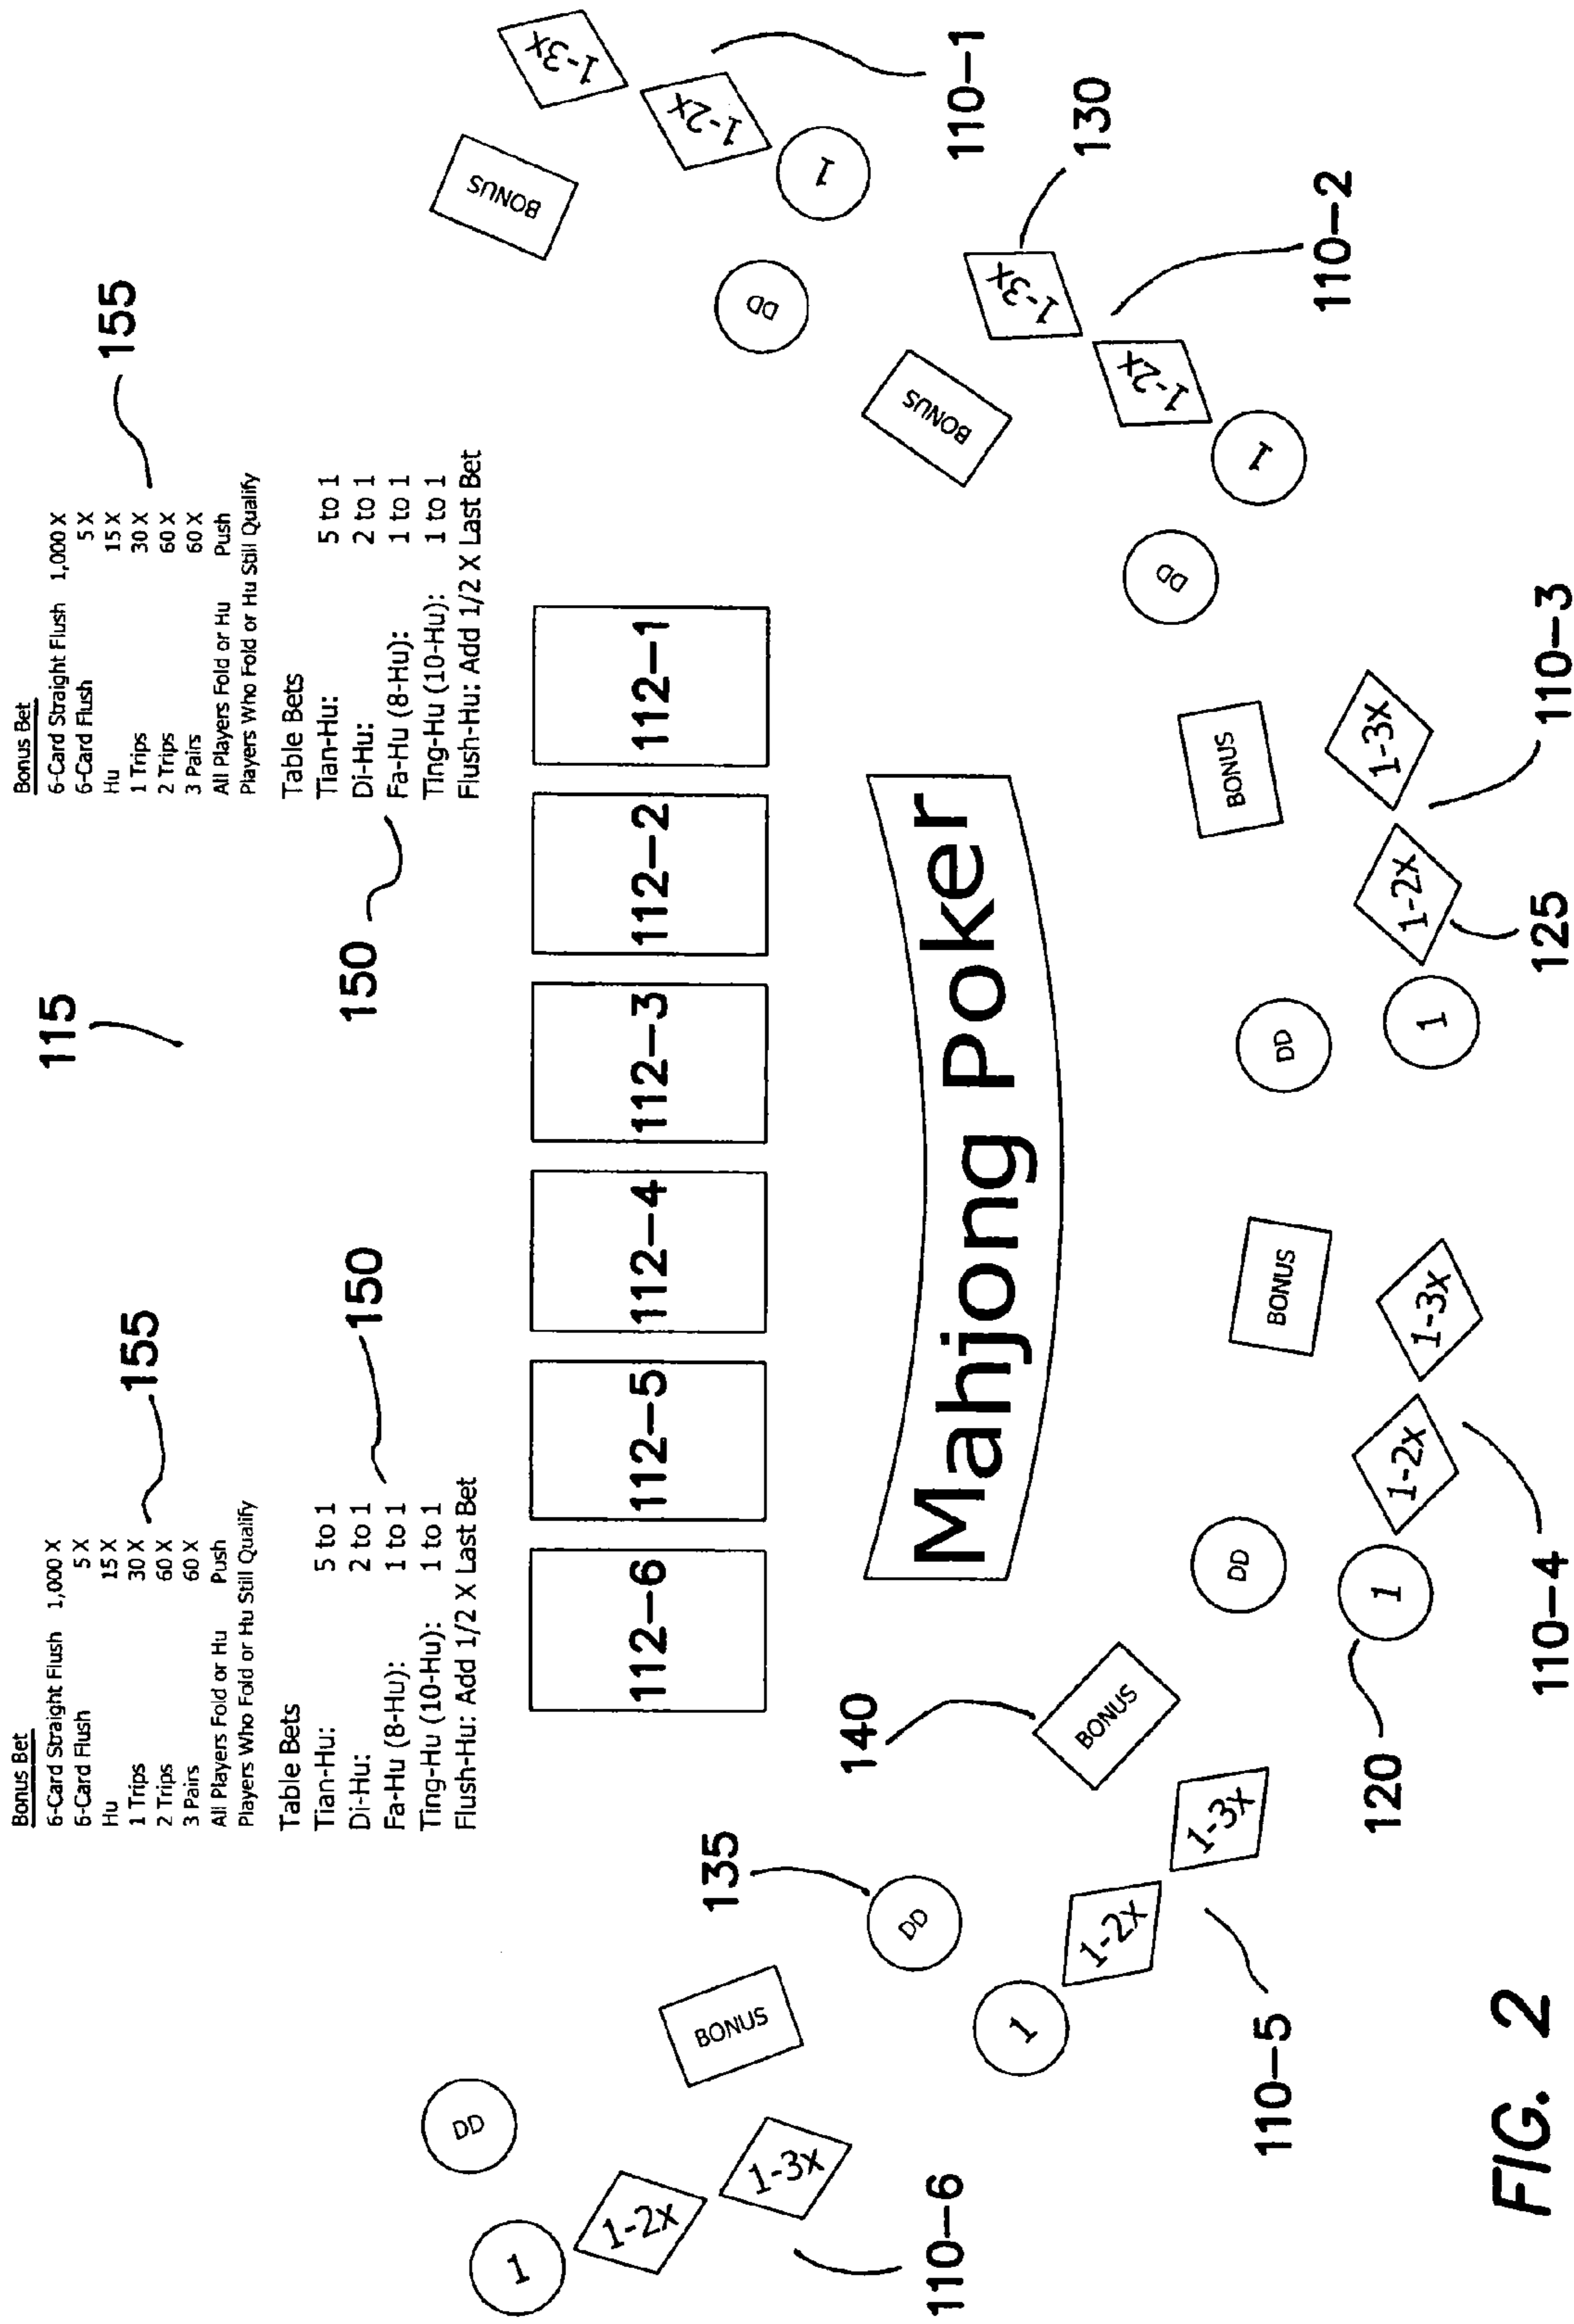 Bonus Bet
6-Card Straight Flush 1,000 X
6-Card Flush 5 X
Hu 15 X
1 Trips 30 X
2 Trips 60 X
3 Pairs 60 X
All Players Fold or Hu Push
Players Who Fold or Hu Still Qualify
155
Table Bets
Tian-Hu: 5 to 1
Di-Hu: 2 to 1
Fa-Hu (8-Hu): 1 to 1
Ting-Hu (10-Hu): 1 to 1
Flush-Hu: Add 1/2 X Last Bet
150
115
Bonus Bet
6-Card Straight Flush 1,000 X
6-Card Flush 5 X
Hu 15 X
1 Trips 30 X
2 Trips 60 X
3 Pairs 60 X
All Players Fold or Hu Push
Players Who Fold or Hu Still Qualify
155
Table Bets
Tian-Hu: 5 to 1
Di-Hu: 2 to 1
Fa-Hu (8-Hu): 1 to 1
Ting-Hu (10-Hu): 1 to 1
Flush-Hu: Add 1/2 X Last Bet
150
112-6
112-5
112-4
112-3
112-2
112-1
Mahjong Poker
DD
1
1-2x
1-3x
BONUS
110-6
135
DD
1
1-2x
1-3x
140
BONUS
110-5
DD
1
120
1-2x
1-3x
BONUS
110-4
DD
1
1-2x
125
1-3x
BONUS
110-3
DD
1
1-2x
1-3x
130
BONUS
110-2
DD
1
1-2x
1-3x
BONUS
110-1
FIG. 2